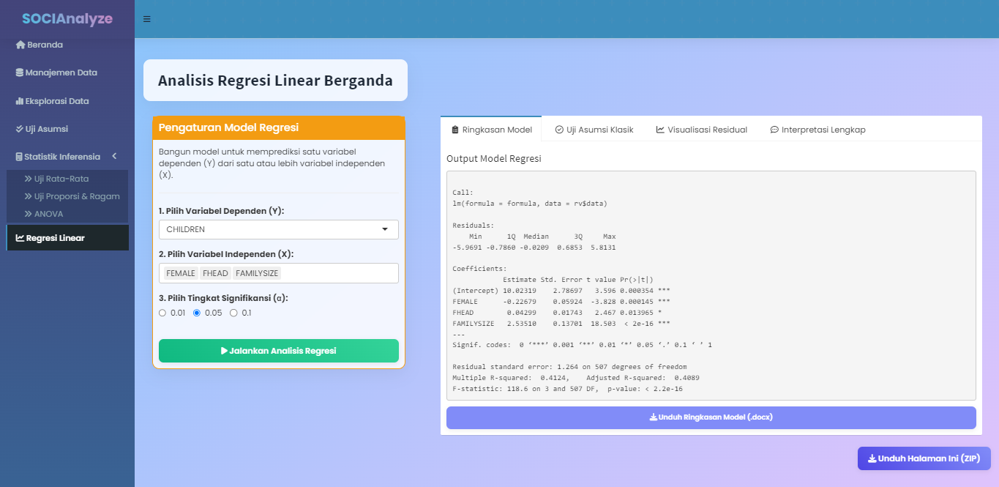 SOCIAnalyze
Beranda
Manajemen Data
Eksplorasi Data
Uji Asumsi
Statistik Inferensia
Uji Rata-Rata
Uji Proporsi & Ragam
ANOVA
Regresi Linear
Analisis Regresi Linear Berganda
Pengaturan Model Regresi
Bangun model untuk memprediksi satu variabel
dependen (Y) dari satu atau lebih variabel independen
(X).
1. Pilih Variabel Dependen (Y):
CHILDREN
2. Pilih Variabel Independen (X):
FEMALE FHEAD FAMILYSIZE
3. Pilih Tingkat Signifikansi (α):
0.01 0.05 0.1
Jalankan Analisis Regresi
Ringkasan Model Uji Asumsi Klasik Visualisasi Residual Interpretasi Lengkap
Output Model Regresi
Call:
lm(formula = formula, data = rv$data)
Residuals:
    Min      1Q  Median      3Q     Max
-5.9691 -0.7860 -0.0209  0.6853  5.8131
Coefficients:
            Estimate Std. Error t value Pr(>|t|)
(Intercept) 10.02319    2.78697   3.596 0.000354 ***
FEMALE      -0.22679    0.05924  -3.828 0.000145 ***
FHEAD        0.04299    0.01743   2.467 0.013965 *
FAMILYSIZE   2.53510    0.13701  18.503  < 2e-16 ***
---
Signif. codes:  0 ‘***’ 0.001 ‘**’ 0.01 ‘*’ 0.05 ‘.’ 0.1 ‘ ’ 1
Residual standard error: 1.264 on 507 degrees of freedom
Multiple R-squared:  0.4124,    Adjusted R-squared:  0.4089
F-statistic: 118.6 on 3 and 507 DF,  p-value: < 2.2e-16
Unduh Ringkasan Model (.docx)
Unduh Halaman Ini (ZIP)